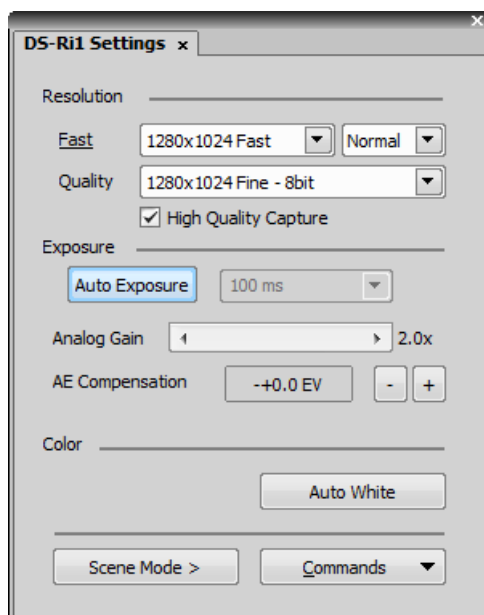 DS-Ri1 Settings x
Resolution
Fast 1280x1024 Fast Normal
Quality 1280x1024 Fine - 8bit
High Quality Capture
Exposure
Auto Exposure 100 ms
Analog Gain 2.0x
AE Compensation -+0.0 EV - +
Color
Auto White
Scene Mode > Commands